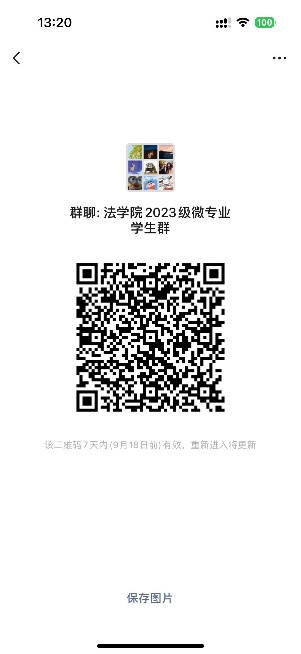 13:20
100
群聊: 法学院2023级微专业
学生群
该二维码7天内(9月18日前)有效，重新进入将更新
保存图片